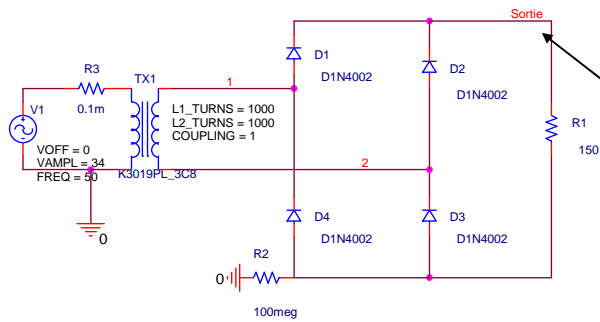 Sortie
R3
TX1
D1
D2
1
0.1m
D1N4002
D1N4002
V1
L1_TURNS = 1000
L2_TURNS = 1000
COUPLING = 1
R1
150
VOFF = 0
VAMPL = 34
FREQ = 50
K3019PL_3C8
2
D4
D3
D1N4002
D1N4002
0
R2
0
100meg